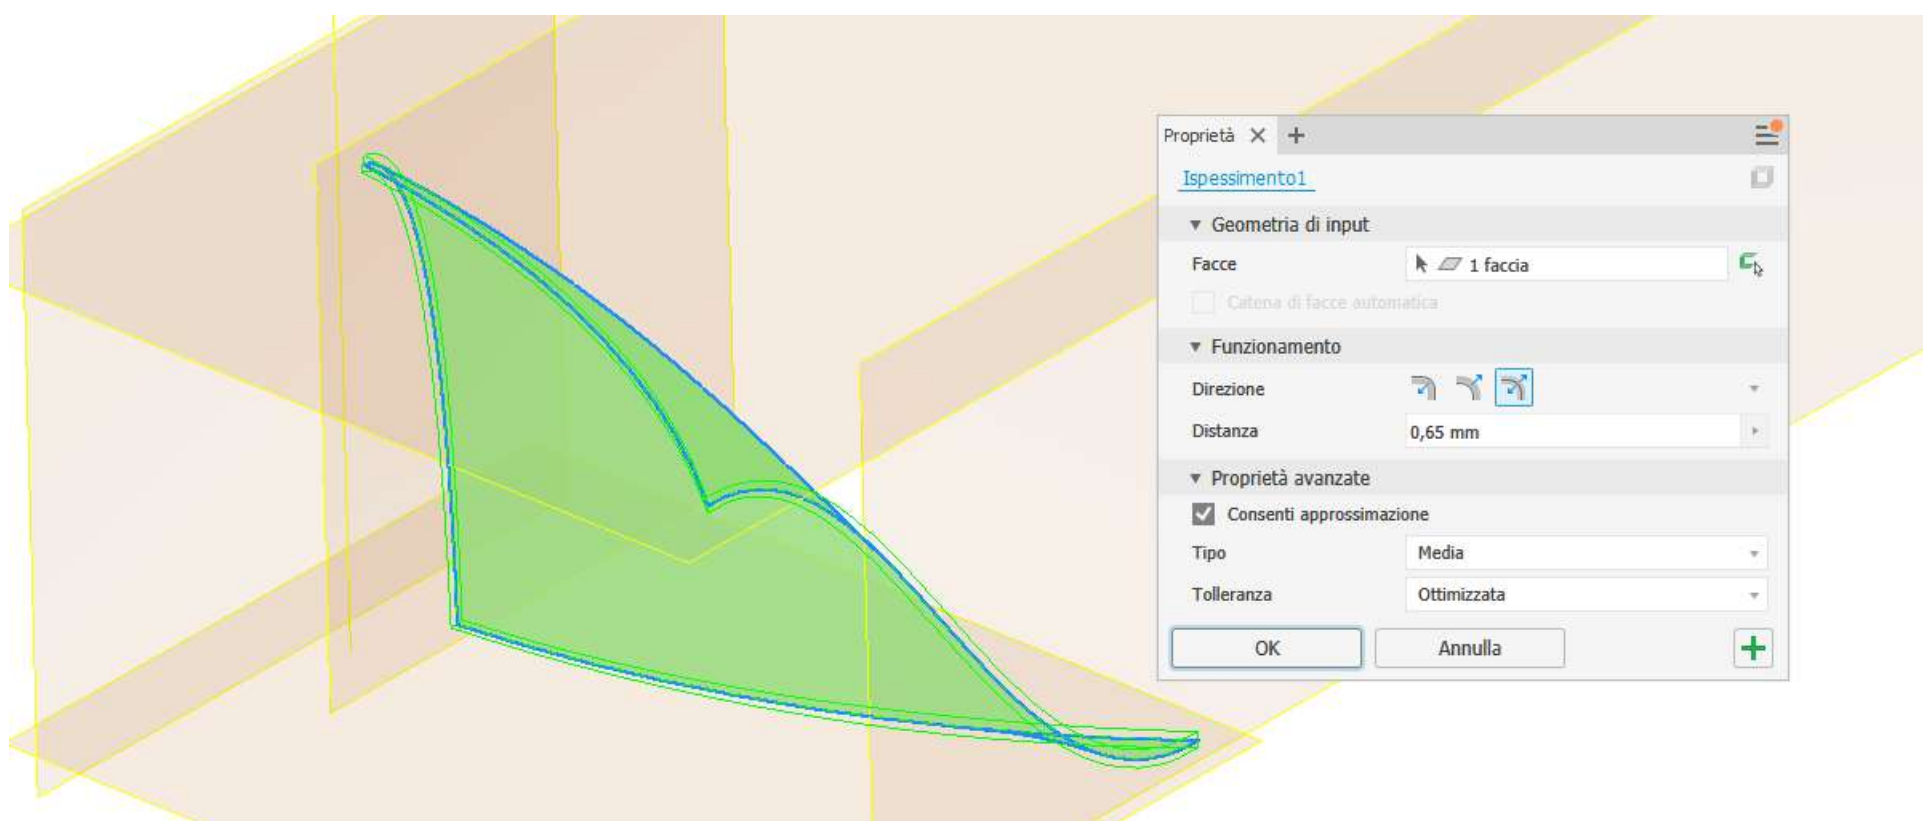 Proprietà
Ispessimento1
Geometria di input
Facce 1 faccia
Catena di facce automatica
Funzionamento
Direzione
Distanza 0,65 mm
Proprietà avanzate
Consenti approssimazione
Tipo Media
Tolleranza Ottimizzata
OK Annulla